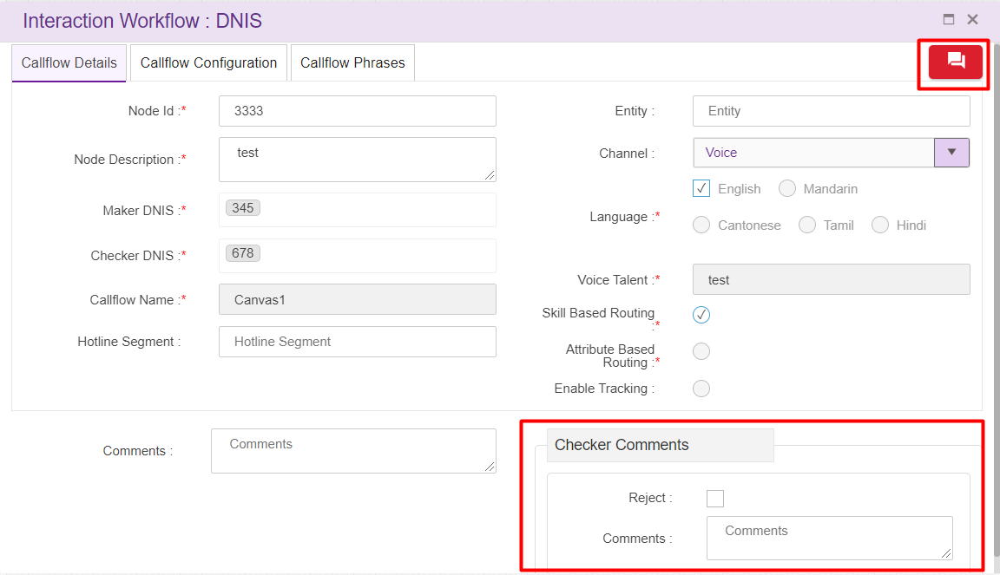 Interaction Workflow : DNIS
Callflow Details
Callflow Configuration
Callflow Phrases
Node Id :*
3333
Node Description :*
test
Maker DNIS :*
345
Checker DNIS :*
678
Callflow Name :*
Canvas1
Hotline Segment :
Hotline Segment
Entity :
Entity
Channel :
Voice
Language :*
English
Mandarin
Cantonese
Tamil
Hindi
Voice Talent :*
test
Skill Based Routing
:*
Attribute Based
Routing :*
Enable Tracking :
Comments :
Comments
Checker Comments
Reject :
Comments :
Comments